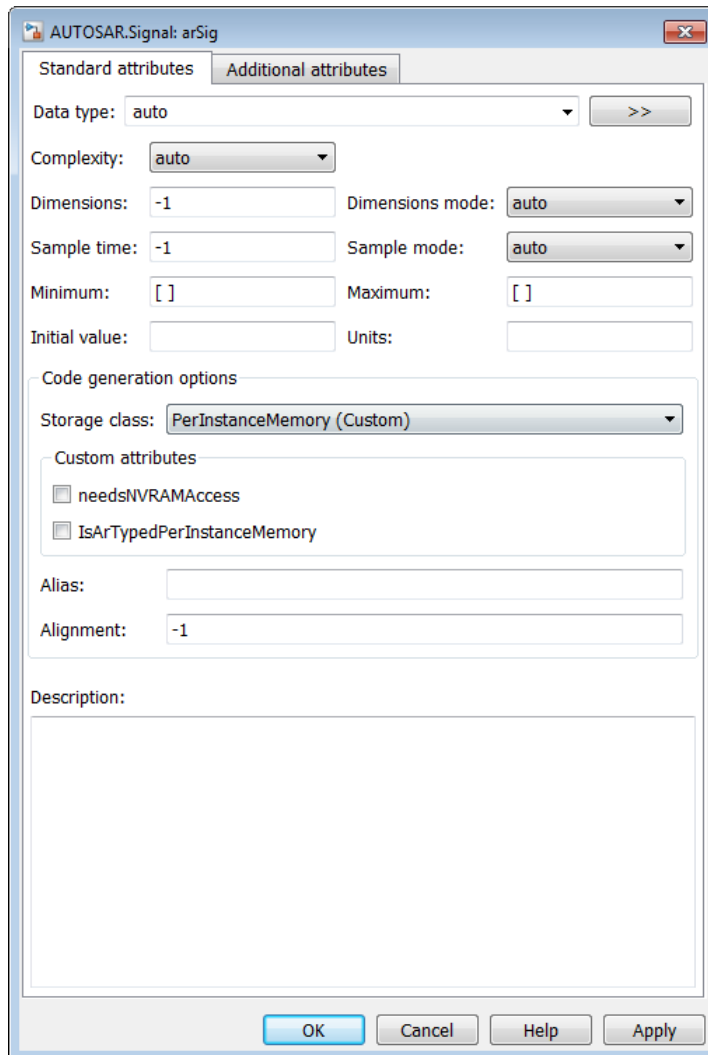 AUTOSAR.Signal: arSig
Standard attributes Additional attributes
Data type: auto >>
Complexity: auto
Dimensions: -1 Dimensions mode: auto
Sample time: -1 Sample mode: auto
Minimum: [ ] Maximum: [ ]
Initial value: Units:
Code generation options
Storage class: PerInstanceMemory (Custom)
Custom attributes
needsNVRAMAccess
IsArTypedPerInstanceMemory
Alias:
Alignment: -1
Description:
OK Cancel Help Apply